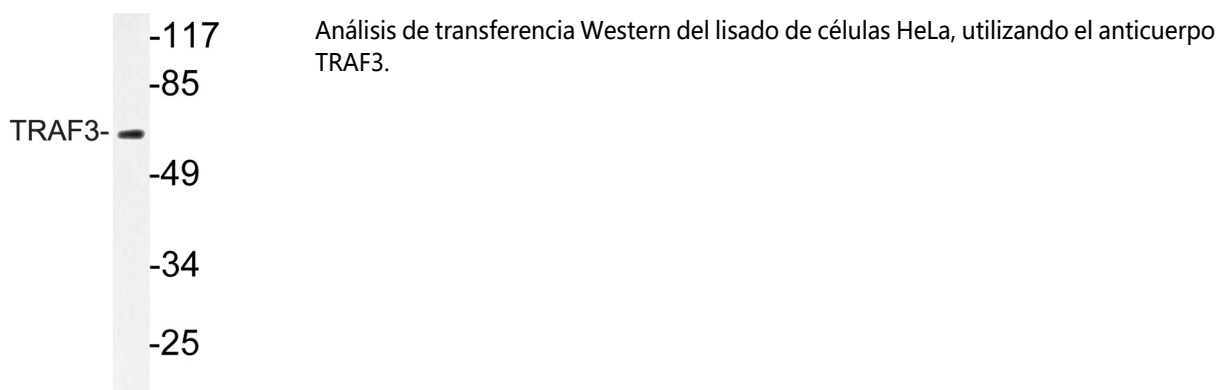 -117
-85
TRAF3-
-49
-34
-25
Análisis de transferencia Western del lisado de células HeLa, utilizando el anticuerpo
TRAF3.